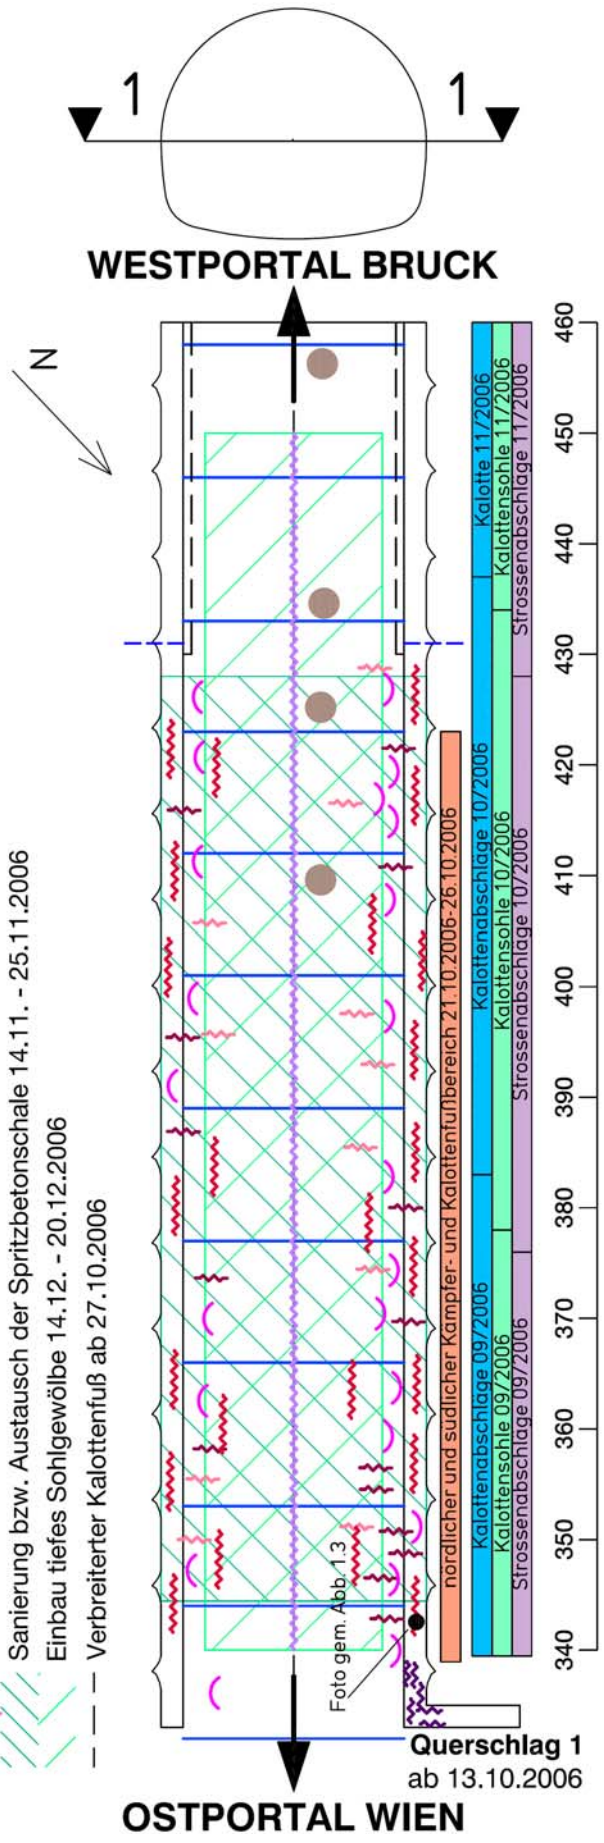 1 1
WESTPORTAL BRUCK
N
Sanierung bzw. Austausch der Spritzbetonschale 14.11. - 25.11.2006
Einbau tiefes Sohlgewölbe 14.12. - 20.12.2006
Verbreiterter Kalottenfuß ab 27.10.2006
Foto gem. Abb. 1.3
nördlicher und südlicher Kämpfer- und Kalottenfußbereich 21.10.2006-26.10.2006
Kalottenabschläge 09/2006
Kalottenabschläge 10/2006
Kalotte 11/2006
Kalottensohle 09/2006
Kalottensohle 10/2006
Kalottensohle 11/2006
Strossenabschläge 09/2006
Strossenabschläge 10/2006
Strossenabschläge 11/2006
340 350 360 370 380 390 400 410 420 430 440 450 460
Querschlag 1
ab 13.10.2006
OSTPORTAL WIEN